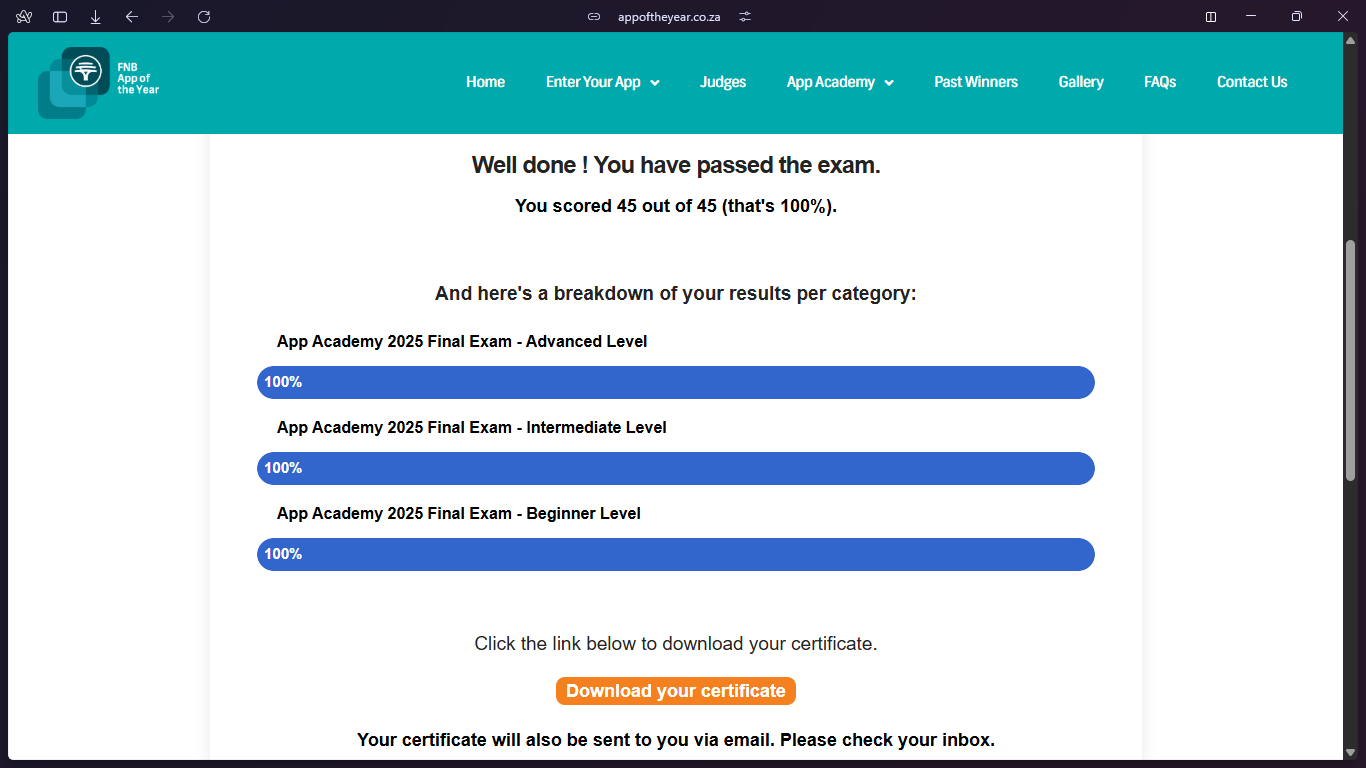 appoftheyear.co.za
FNB
App of
the Year
Home
Enter Your App
Judges
App Academy
Past Winners
Gallery
FAQs
Contact Us
Well done ! You have passed the exam.
You scored 45 out of 45 (that's 100%).
And here's a breakdown of your results per category:
App Academy 2025 Final Exam - Advanced Level
100%
App Academy 2025 Final Exam - Intermediate Level
100%
App Academy 2025 Final Exam - Beginner Level
100%
Click the link below to download your certificate.
Download your certificate
Your certificate will also be sent to you via email. Please check your inbox.